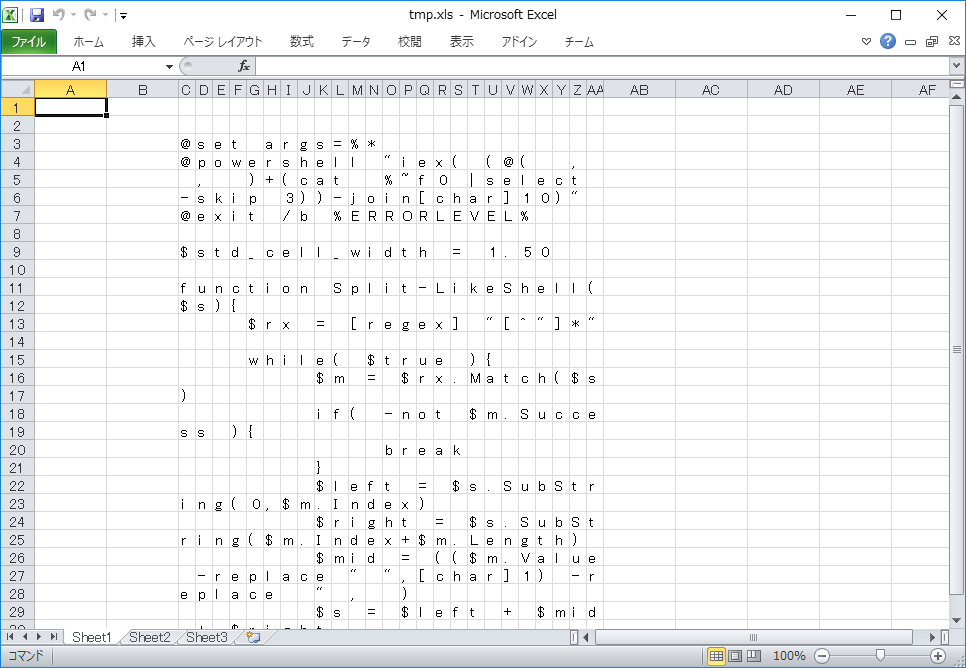 tmp.xls - Microsoft Excel
ファイル ホーム 挿入 ページ レイアウト 数式 データ 校閲 表示 アドイン チーム
A1 fx
A B C D E F G H I J K L M N O P Q R S T U V W X Y Z AA AB AC AD AE AF
1
2
3 @set args=%*
4 @powershell "iex( (@( ,
5 , )+(cat %~f0 |select
6 -skip 3))-join[char]10)"
7 @exit /b %ERRORLEVEL%
8
9 $std_cell_width = 1.50
10
11 function Split-LikeShell(
12 $s){
13 $rx = [regex] "[^"]*"
14
15 while( $true ){
16 $m = $rx.Match($s
17 )
18 if( -not $m.Succe
19 ss ){
20 break
21 }
22 $left = $s.SubStr
23 ing(0,$m.Index)
24 $right = $s.SubSt
25 ring($m.Index+$m.Length)
26 $mid = (($m.Value
27 -replace " ",[char]1) -r
28 eplace " , )
29 $s = $left + $mid
Sheet1 Sheet2 Sheet3
コマンド 100%